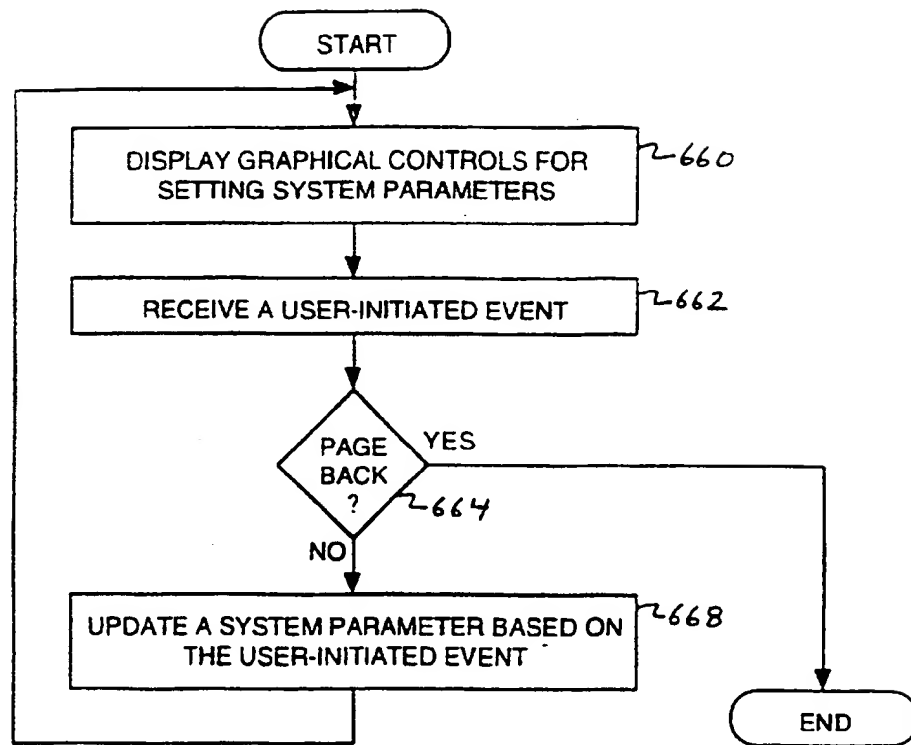 START
DISPLAY GRAPHICAL CONTROLS FOR
SETTING SYSTEM PARAMETERS
660
RECEIVE A USER-INITIATED EVENT
662
PAGE
BACK
?
YES
664
NO
UPDATE A SYSTEM PARAMETER BASED ON
THE USER-INITIATED EVENT
668
END